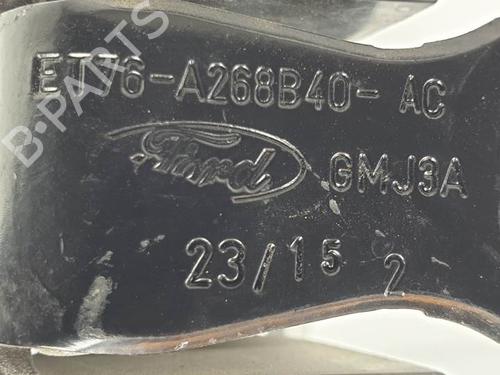 ET76-A268B40- AC
Ford GMJ3A
23/15 2
B-PARTS